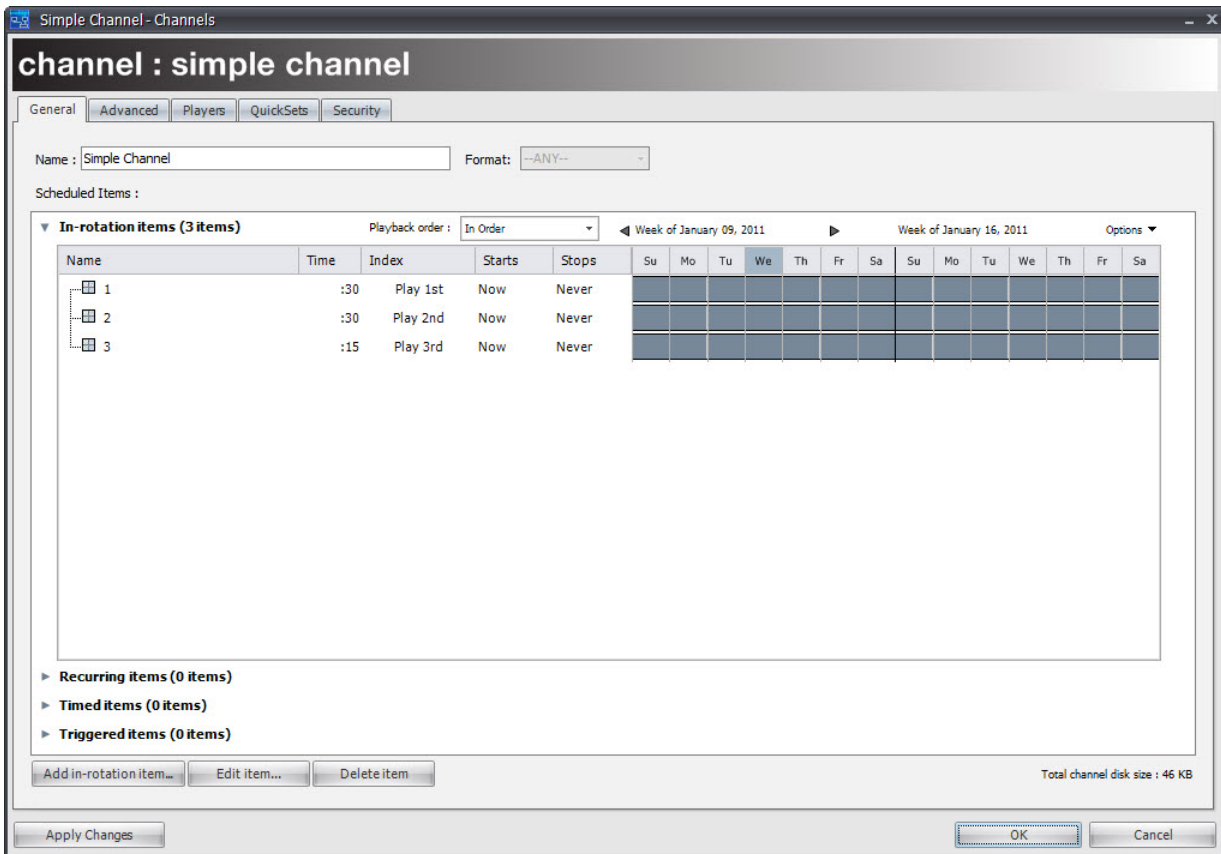 Simple Channel - Channels
channel : simple channel
General Advanced Players QuickSets Security
Name : Simple Channel Format: --ANY--
Scheduled Items :
In-rotation items (3 items) Playback order : In Order Week of January 09, 2011 Week of January 16, 2011 Options
Name Time Index Starts Stops Su Mo Tu We Th Fr Sa Su Mo Tu We Th Fr Sa
1 :30 Play 1st Now Never
2 :30 Play 2nd Now Never
3 :15 Play 3rd Now Never
Recurring items (0 items)
Timed items (0 items)
Triggered items (0 items)
Add in-rotation item... Edit item... Delete item Total channel disk size : 46 KB
Apply Changes OK Cancel